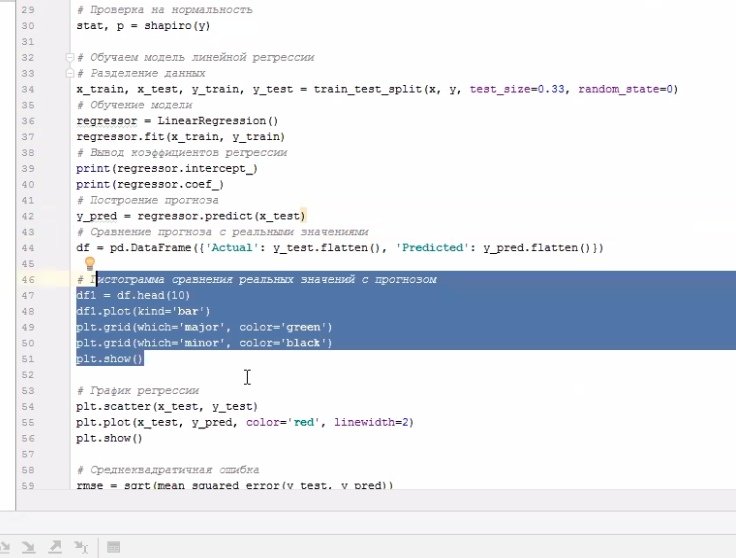 29 # Проверка на нормальность
30 stat, p = shapiro(y)
31
32 # Обучаем модель линейной регрессии
33 # Разделение данных
34 x_train, x_test, y_train, y_test = train_test_split(x, y, test_size=0.33, random_state=0)
35 # Обучение модели
36 regressor = LinearRegression()
37 regressor.fit(x_train, y_train)
38 # Вывод коэффициентов регрессии
39 print(regressor.intercept_)
40 print(regressor.coef_)
41 # Построение прогноза
42 y_pred = regressor.predict(x_test)
43 # Сравнение прогноза с реальными значениями
44 df = pd.DataFrame({'Actual': y_test.flatten(), 'Predicted': y_pred.flatten()})
45
46 # Гистограмма сравнения реальных значений с прогнозом
47 df1 = df.head(10)
48 df1.plot(kind='bar')
49 plt.grid(which='major', color='green')
50 plt.grid(which='minor', color='black')
51 plt.show()
52
53 # График регрессии
54 plt.scatter(x_test, y_test)
55 plt.plot(x_test, y_pred, color='red', linewidth=2)
56 plt.show()
57
58 # Среднеквадратичная ошибка
59 rmse = sqrt(mean_squared_error(y_test, y_pred))